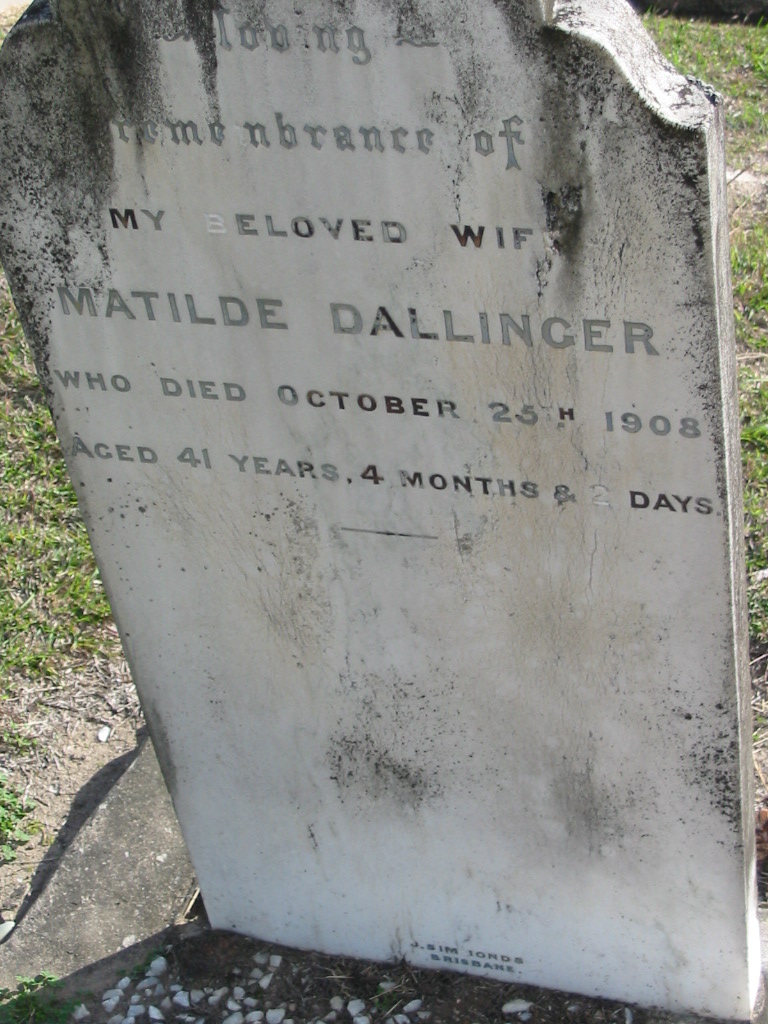 loving
remembrance of
MY BELOVED WIFE
MATILDE DALLINGER
WHO DIED OCTOBER 25TH 1908
AGED 41 YEARS, 4 MONTHS & 2 DAYS.
J. SIMMONDS
BRISBANE.